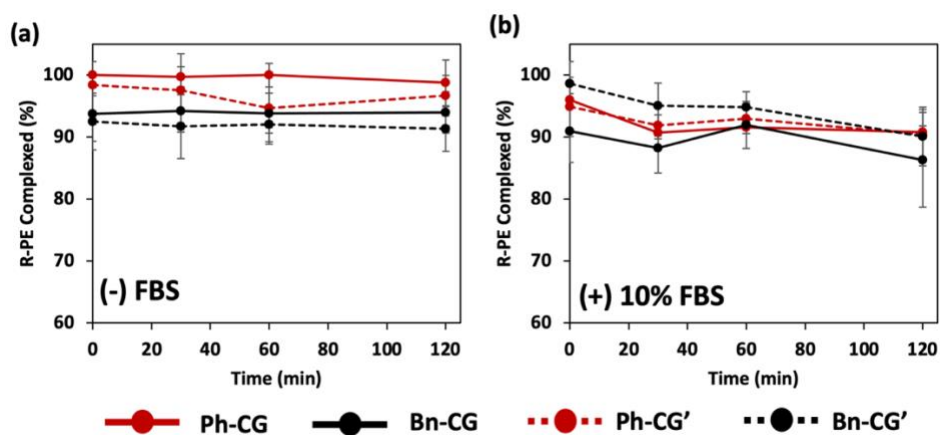 (a)
R-PE Complexed (%)
100
90
80
70
60
(-) FBS
0 20 40 60 80 100 120
Time (min)
(b)
R-PE Complexed (%)
100
90
80
70
60
(+) 10% FBS
0 20 40 60 80 100 120
Time (min)
Ph-CG Bn-CG Ph-CG’ Bn-CG’